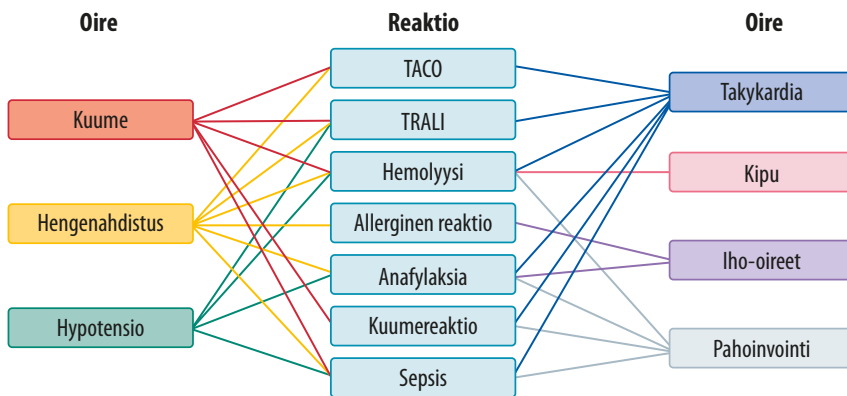 Oire
Reaktio
Oire
Kuume
Hengenahdistus
Hypotensio
TACO
TRALI
Hemolyysi
Allerginen reaktio
Anafylaksia
Kuumereaktio
Sepsis
Takykardia
Kipu
Iho-oireet
Pahoinvointi